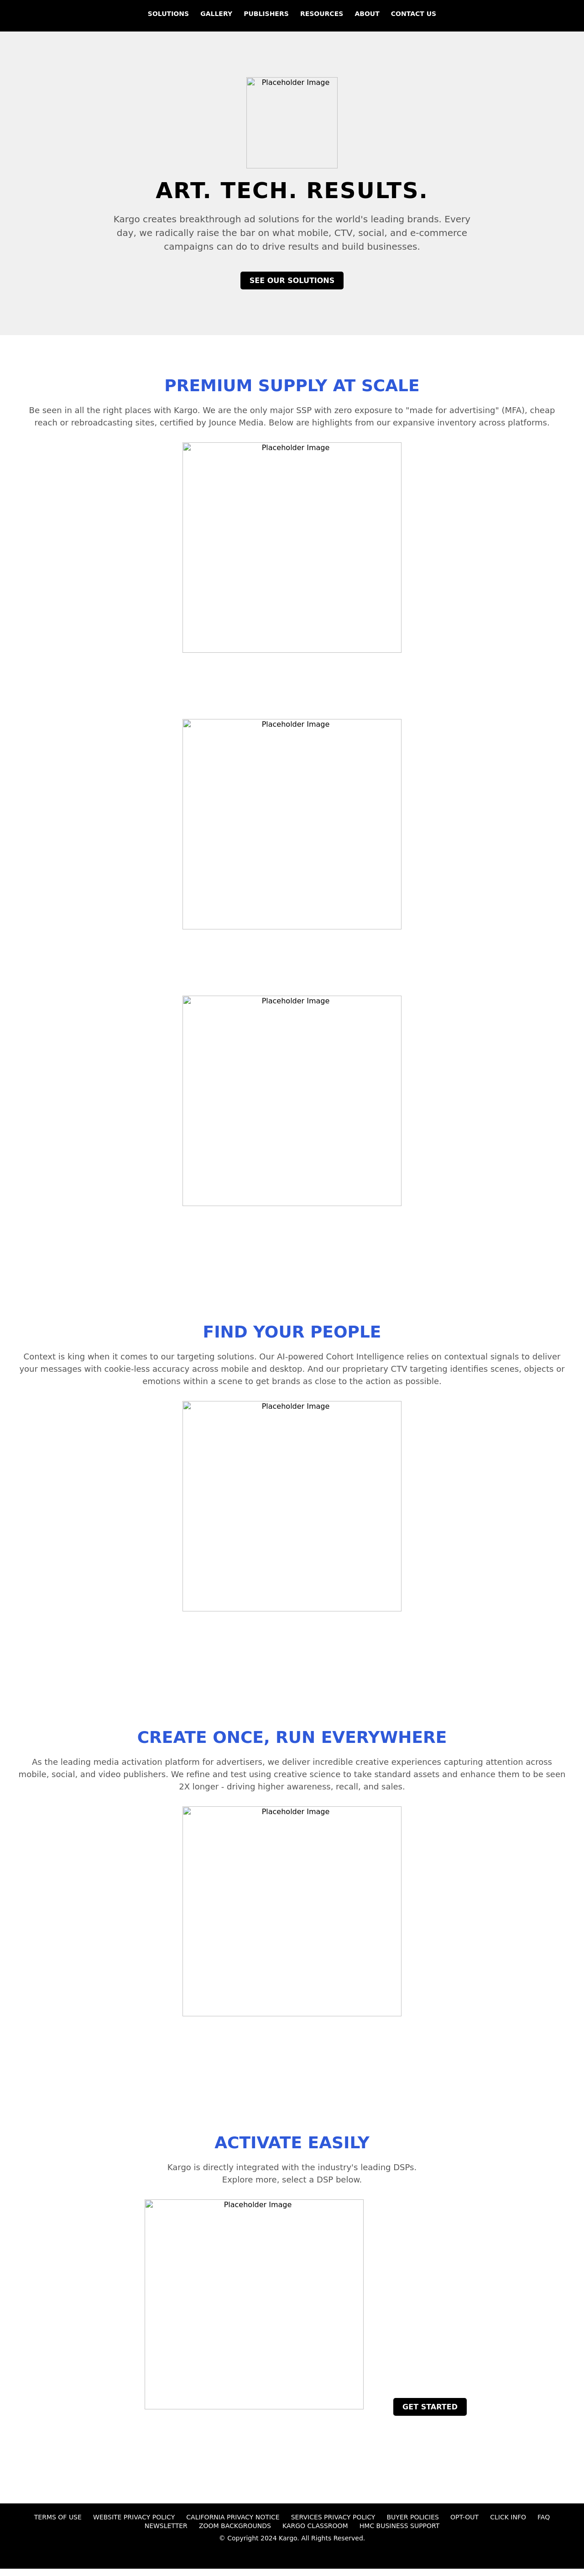 SOLUTIONS GALLERY PUBLISHERS RESOURCES ABOUT CONTACT US
Placeholder Image
ART. TECH. RESULTS.
Kargo creates breakthrough ad solutions for the world's leading brands. Every
day, we radically raise the bar on what mobile, CTV, social, and e-commerce
campaigns can do to drive results and build businesses.
SEE OUR SOLUTIONS
PREMIUM SUPPLY AT SCALE
Be seen in all the right places with Kargo. We are the only major SSP with zero exposure to "made for advertising" (MFA), cheap
reach or rebroadcasting sites, certified by Jounce Media. Below are highlights from our expansive inventory across platforms.
Placeholder Image
Placeholder Image
Placeholder Image
FIND YOUR PEOPLE
Context is king when it comes to our targeting solutions. Our AI-powered Cohort Intelligence relies on contextual signals to deliver
your messages with cookie-less accuracy across mobile and desktop. And our proprietary CTV targeting identifies scenes, objects or
emotions within a scene to get brands as close to the action as possible.
Placeholder Image
CREATE ONCE, RUN EVERYWHERE
As the leading media activation platform for advertisers, we deliver incredible creative experiences capturing attention across
mobile, social, and video publishers. We refine and test using creative science to take standard assets and enhance them to be seen
2X longer - driving higher awareness, recall, and sales.
Placeholder Image
ACTIVATE EASILY
Kargo is directly integrated with the industry's leading DSPs.
Explore more, select a DSP below.
Placeholder Image
GET STARTED
TERMS OF USE WEBSITE PRIVACY POLICY CALIFORNIA PRIVACY NOTICE SERVICES PRIVACY POLICY BUYER POLICIES OPT-OUT CLICK INFO FAQ
NEWSLETTER ZOOM BACKGROUNDS KARGO CLASSROOM HMC BUSINESS SUPPORT
© Copyright 2024 Kargo. All Rights Reserved.